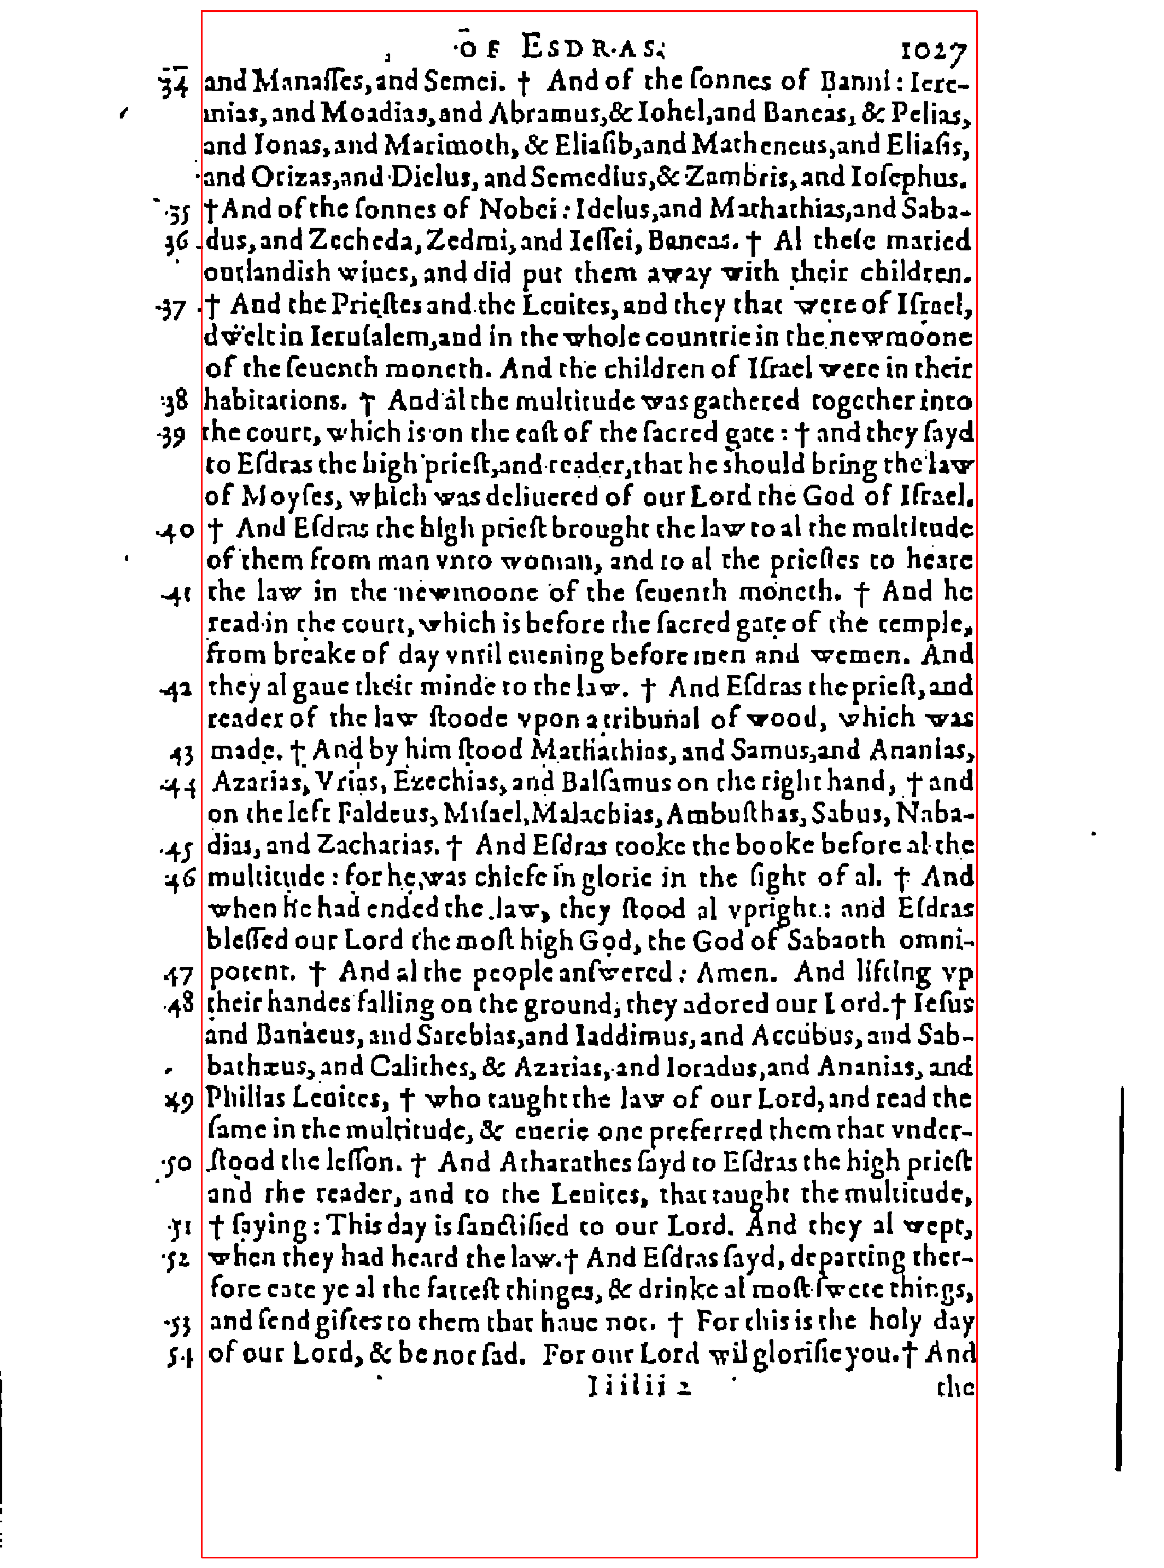 OF ESDRAS. 1027
34 and Manaſſes, and Semei. † And of the ſonnes of Banni: Iere-
mias, and Moadias, and Abramus, & Iohel, and Baneas, & Pelias,
and Ionas, and Marimoth, & Eliaſib, and Matheneus, and Eliaſis,
and Orizas, and Dielus, and Semedius, & Zambris, and Ioſephus.
35 † And of the ſonnes of Nobei: Idelus, and Mathathias, and Saba-
36 dus, and Zecheda, Zedmi, and Ieſſei, Baneas. † Al theſe maried
outlandish wiues, and did put them away with their children.
37 † And the Prieſtes and the Leuites, and they that were of Iſrael,
dwelt in Ieruſalem, and in the whole countrie in the newmoone
of the ſeuenth moneth. And the children of Iſrael were in their
38 habitations. † And al the multitude was gathered together into
39 the court, which is on the eaſt of the ſacred gate: † and they ſayd
to Eſdras the high prieſt, and reader, that he should bring the law
of Moyſes, which was deliuered of our Lord the God of Iſrael.
40 † And Eſdras the high prieſt brought the law to al the multitude
of them from man vnto woman, and to al the prieſtes to heare
41 the law in the newmoone of the ſeuenth moneth. † And he
read in the court, which is before the ſacred gate of the temple,
from breake of day vntil euening before men and wemen. And
42 they al gaue their minde to the law. † And Eſdras the prieſt, and
reader of the law ſtoode vpon a tribunal of wood, which was
43 made. † And by him ſtood Mathathias, and Samus, and Ananias,
44 Azarias, Vrias, Ezechias, and Balſamus on the right hand, † and
on the left Faldeus, Miſael, Malachias, Ambuſthas, Sabus, Naba-
45 dias, and Zacharias. † And Eſdras tooke the booke before al the
46 multitude: for he was chiefe in glorie in the ſight of al. † And
when he had ended the law, they ſtood al vpright: and Eſdras
bleſſed our Lord the moſt high God, the God of Sabaoth omni-
47 potent. † And al the people anſwered: Amen. And lifting vp
48 their handes falling on the ground, they adored our Lord. † Ieſus
and Banæus, and Sarebias, and Iaddimus, and Accubus, and Sab-
bathæus, and Calithes, & Azarias, and Ioradus, and Ananias, and
49 Philias Leuites, † who taught the law of our Lord, and read the
ſame in the multitude, & euerie one preferred them that vnder-
50 ſtood the leſſon. † And Atharathes ſayd to Eſdras the high prieſt
and the reader, and to the Leuites, that taught the multitude,
51 † ſaying: This day is ſanctified to our Lord. And they al wept,
52 when they had heard the law. † And Eſdras ſayd, departing ther-
fore eate ye al the fatteſt thinges, & drinke al moſt ſwete things,
53 and ſend giftes to them that haue not. † For this is the holy day
54 of our Lord, & be not ſad. For our Lord wil glorifie you. † And
Iiiiii 2 the